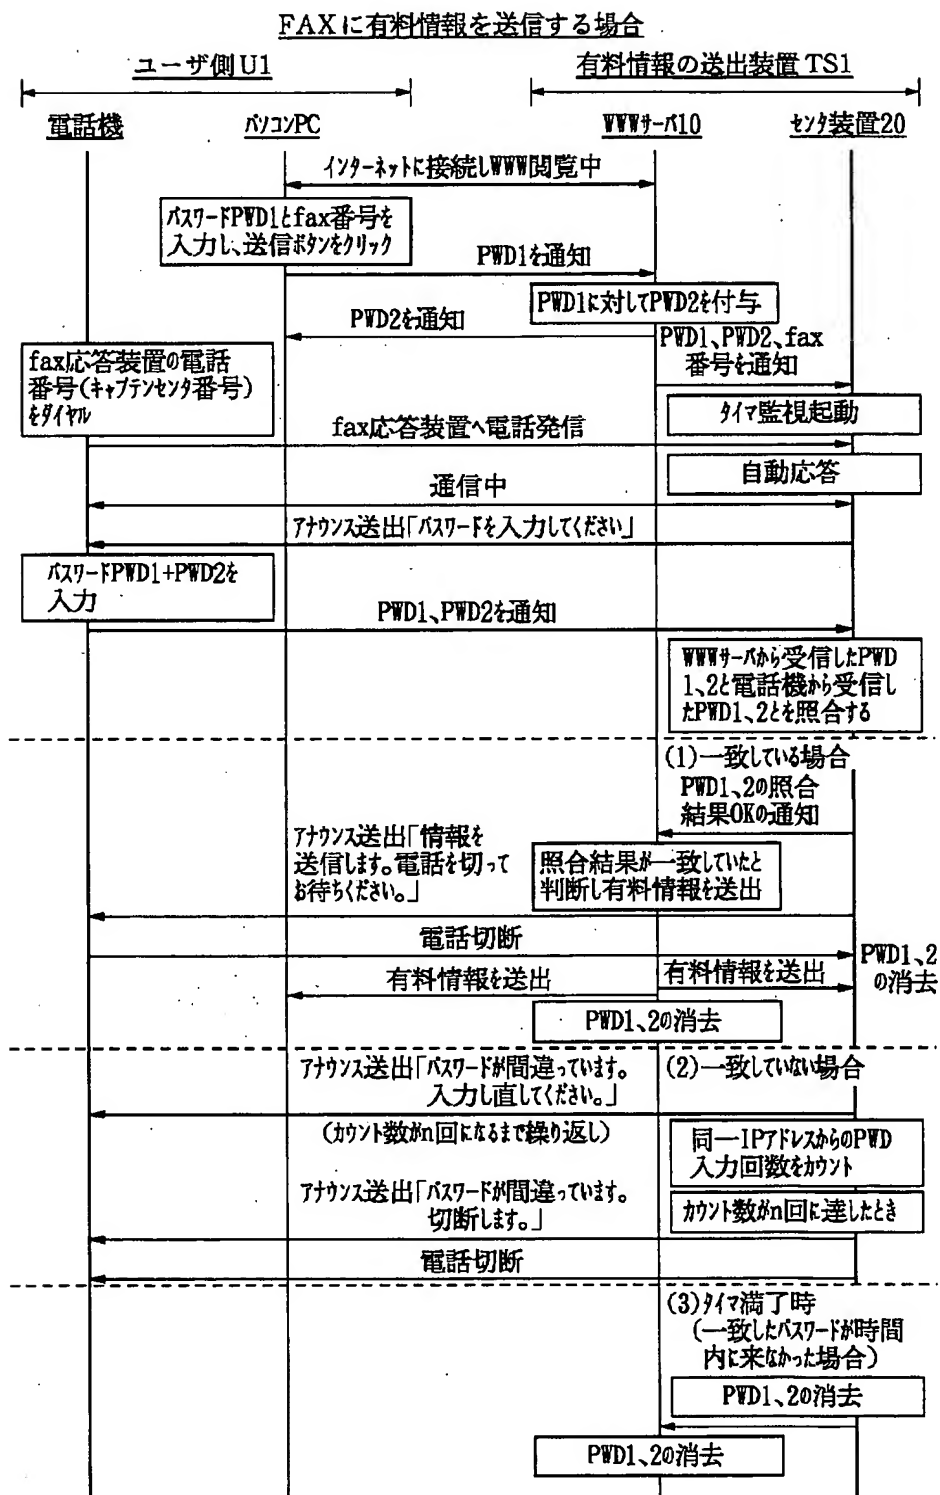 FAXに有料情報を送信する場合
ユーザ側U1
有料情報の送出装置TS1
電話機
パソコンPC
WWWサーバ10
センタ装置20
インターネットに接続しWWW閲覧中
パスワードPWD1とfax番号を
入力し、送信ボタンをクリック
PWD1を通知
PWD1に対してPWD2を付与
PWD2を通知
PWD1、PWD2、fax
番号を通知
fax応答装置の電話
番号(キャプテンセンタ番号)
をダイヤル
タイマ監視起動
fax応答装置へ電話発信
自動応答
通信中
アナウンス送出「パスワードを入力してください」
パスワードPWD1+PWD2を
入力
PWD1、PWD2を通知
WWWサーバから受信したPWD
1、2と電話機から受信し
たPWD1、2とを照合する
(1)一致している場合
PWD1、2の照合
結果OKの通知
アナウンス送出「情報を
送信します。電話を切って
お待ちください。」
照合結果が一致していたと
判断し有料情報を送出
電話切断
PWD1、2
の消去
有料情報を送出
有料情報を送出
PWD1、2の消去
アナウンス送出「パスワードが間違っています。
入力し直してください。」
(2)一致していない場合
(カウント数がn回になるまで繰り返し)
同一IPアドレスからのPWD
入力回数をカウント
アナウンス送出「パスワードが間違っています。
切断します。」
カウント数がn回に達したとき
電話切断
(3)タイマ満了時
(一致したパスワードが時間
内に来なかった場合)
PWD1、2の消去
PWD1、2の消去